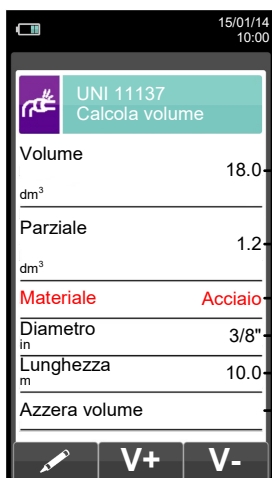 15/01/14
10:00
UNI 11137
Calcola volume
Volume
18.0
dm³
Parziale
1.2
dm³
Materiale Acciaio
Diametro
in
3/8"
Lunghezza
m
10.0
Azzera volume
V+ V-